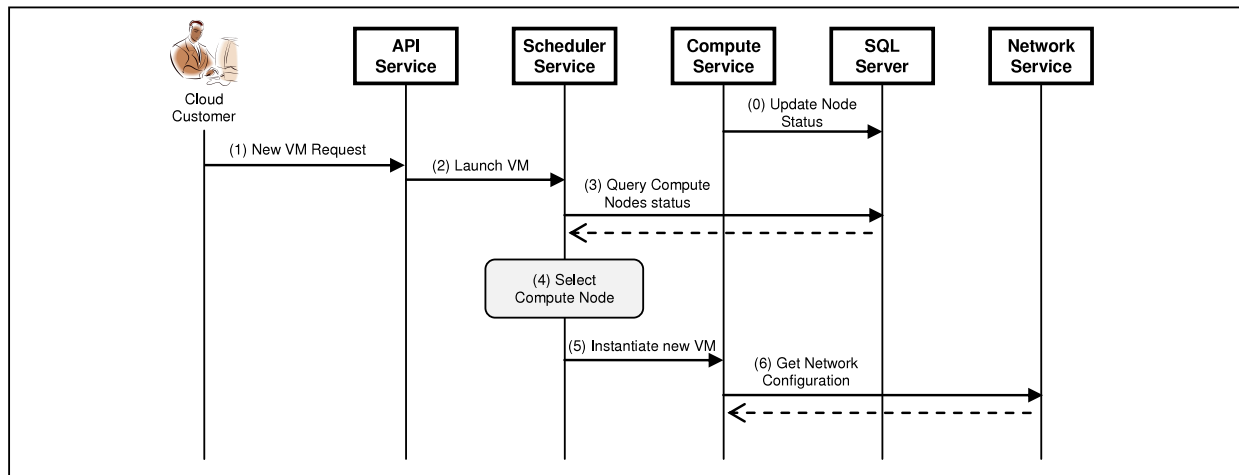 API
Service
Scheduler
Service
Compute
Service
SQL
Server
Network
Service
Cloud
Customer
(0) Update Node
Status
(1) New VM Request
(2) Launch VM
(3) Query Compute
Nodes status
(4) Select
Compute Node
(5) Instantiate new VM
(6) Get Network
Configuration